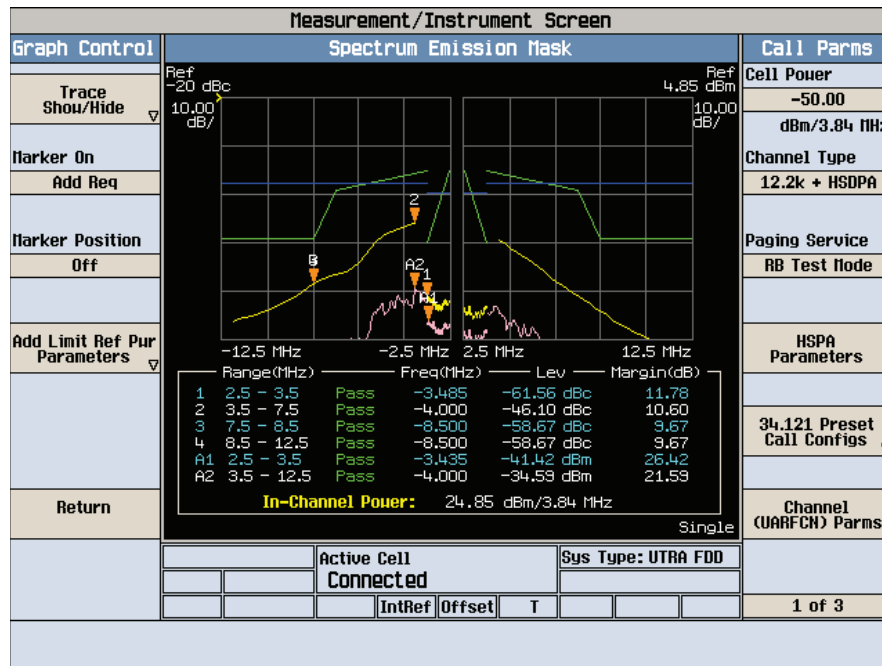 Measurement/Instrument Screen
Graph Control
Spectrum Emission Mask
Call Parms
Trace
Show/Hide
Marker On
Add Req
Marker Position
Off
Add Limit Ref Pwr
Parameters
Return
Ref
-20 dBc
10.00
dB/
Ref
4.85 dBm
10.00
dB/
2
A2
1
A1
-12.5 MHz
-2.5 MHz
2.5 MHz
12.5 MHz
Range(MHz) Freq(MHz) Lev Margin(dB)
1 2.5 - 3.5 Pass -3.485 -61.56 dBc 11.78
2 3.5 - 7.5 Pass -4.000 -46.10 dBc 10.60
3 7.5 - 8.5 Pass -8.500 -58.67 dBc 9.67
4 8.5 - 12.5 Pass -8.500 -58.67 dBc 9.67
A1 2.5 - 3.5 Pass -3.435 -41.42 dBm 26.42
A2 3.5 - 12.5 Pass -4.000 -34.59 dBm 21.59
In-Channel Power: 24.85 dBm/3.84 MHz
Single
Cell Power
-50.00
dBm/3.84 MHz
Channel Type
12.2k + HSDPA
Paging Service
RB Test Mode
HSPA
Parameters
34.121 Preset
Call Configs
Channel
(UARFCN) Parms
1 of 3
Active Cell
Connected
Sys Type: UTRA FDD
IntRef
Offset
T